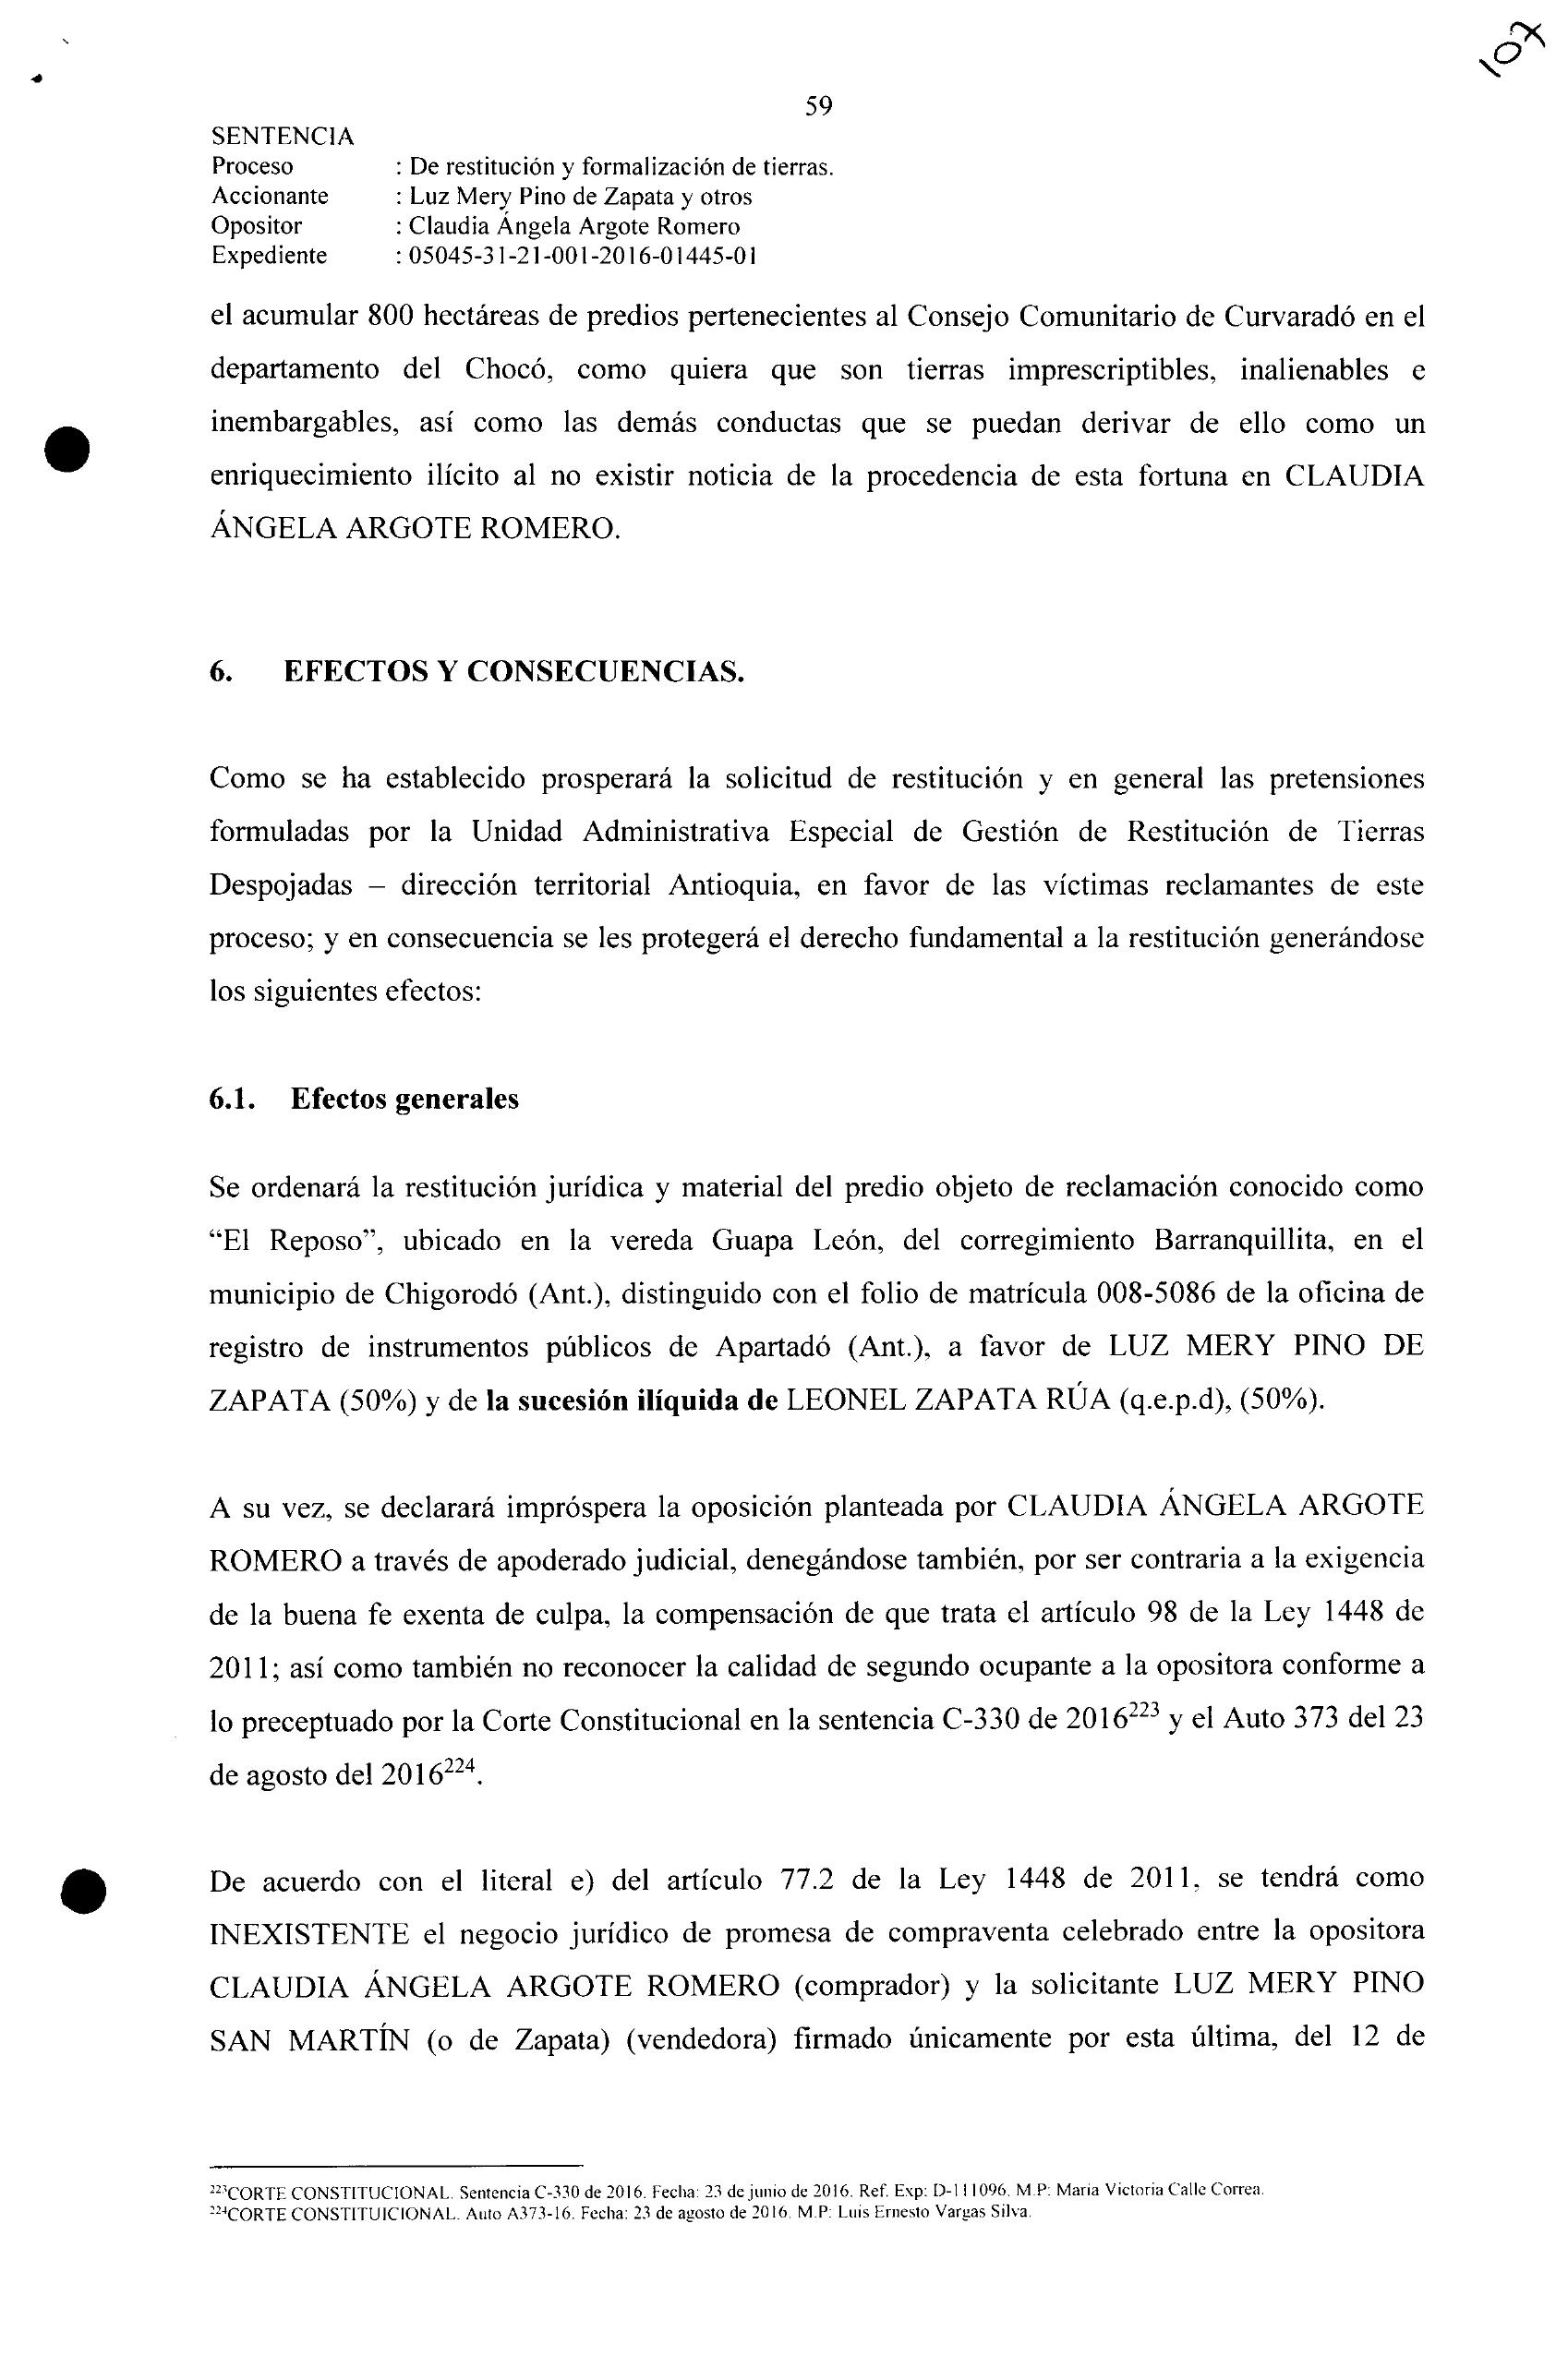 107
59
SENTENCIA
Proceso : De restitución y formalización de tierras.
Accionante : Luz Mery Pino de Zapata y otros
Opositor : Claudia Ángela Argote Romero
Expediente : 05045-31-21-001-2016-01445-01
el acumular 800 hectáreas de predios pertenecientes al Consejo Comunitario de Curvaradó en el
departamento del Chocó, como quiera que son tierras imprescriptibles, inalienables e
inembargables, así como las demás conductas que se puedan derivar de ello como un
enriquecimiento ilícito al no existir noticia de la procedencia de esta fortuna en CLAUDIA
ÁNGELA ARGOTE ROMERO.
6. EFECTOS Y CONSECUENCIAS.
Como se ha establecido prosperará la solicitud de restitución y en general las pretensiones
formuladas por la Unidad Administrativa Especial de Gestión de Restitución de Tierras
Despojadas – dirección territorial Antioquia, en favor de las víctimas reclamantes de este
proceso; y en consecuencia se les protegerá el derecho fundamental a la restitución generándose
los siguientes efectos:
6.1. Efectos generales
Se ordenará la restitución jurídica y material del predio objeto de reclamación conocido como
“El Reposo”, ubicado en la vereda Guapa León, del corregimiento Barranquillita, en el
municipio de Chigorodó (Ant.), distinguido con el folio de matrícula 008-5086 de la oficina de
registro de instrumentos públicos de Apartadó (Ant.), a favor de LUZ MERY PINO DE
ZAPATA (50%) y de la sucesión ilíquida de LEONEL ZAPATA RÚA (q.e.p.d), (50%).
A su vez, se declarará impróspera la oposición planteada por CLAUDIA ÁNGELA ARGOTE
ROMERO a través de apoderado judicial, denegándose también, por ser contraria a la exigencia
de la buena fe exenta de culpa, la compensación de que trata el artículo 98 de la Ley 1448 de
2011; así como también no reconocer la calidad de segundo ocupante a la opositora conforme a
lo preceptuado por la Corte Constitucional en la sentencia C-330 de 2016²²³ y el Auto 373 del 23
de agosto del 2016²²⁴.
De acuerdo con el literal e) del artículo 77.2 de la Ley 1448 de 2011, se tendrá como
INEXISTENTE el negocio jurídico de promesa de compraventa celebrado entre la opositora
CLAUDIA ÁNGELA ARGOTE ROMERO (comprador) y la solicitante LUZ MERY PINO
SAN MARTÍN (o de Zapata) (vendedora) firmado únicamente por esta última, del 12 de
²²³CORTE CONSTITUCIONAL. Sentencia C-330 de 2016. Fecha: 23 de junio de 2016. Ref. Exp: D-111096. M.P: María Victoria Calle Correa.
²²⁴CORTE CONSTITUICIONAL. Auto A373-16. Fecha: 23 de agosto de 2016. M.P: Luis Ernesto Vargas Silva.